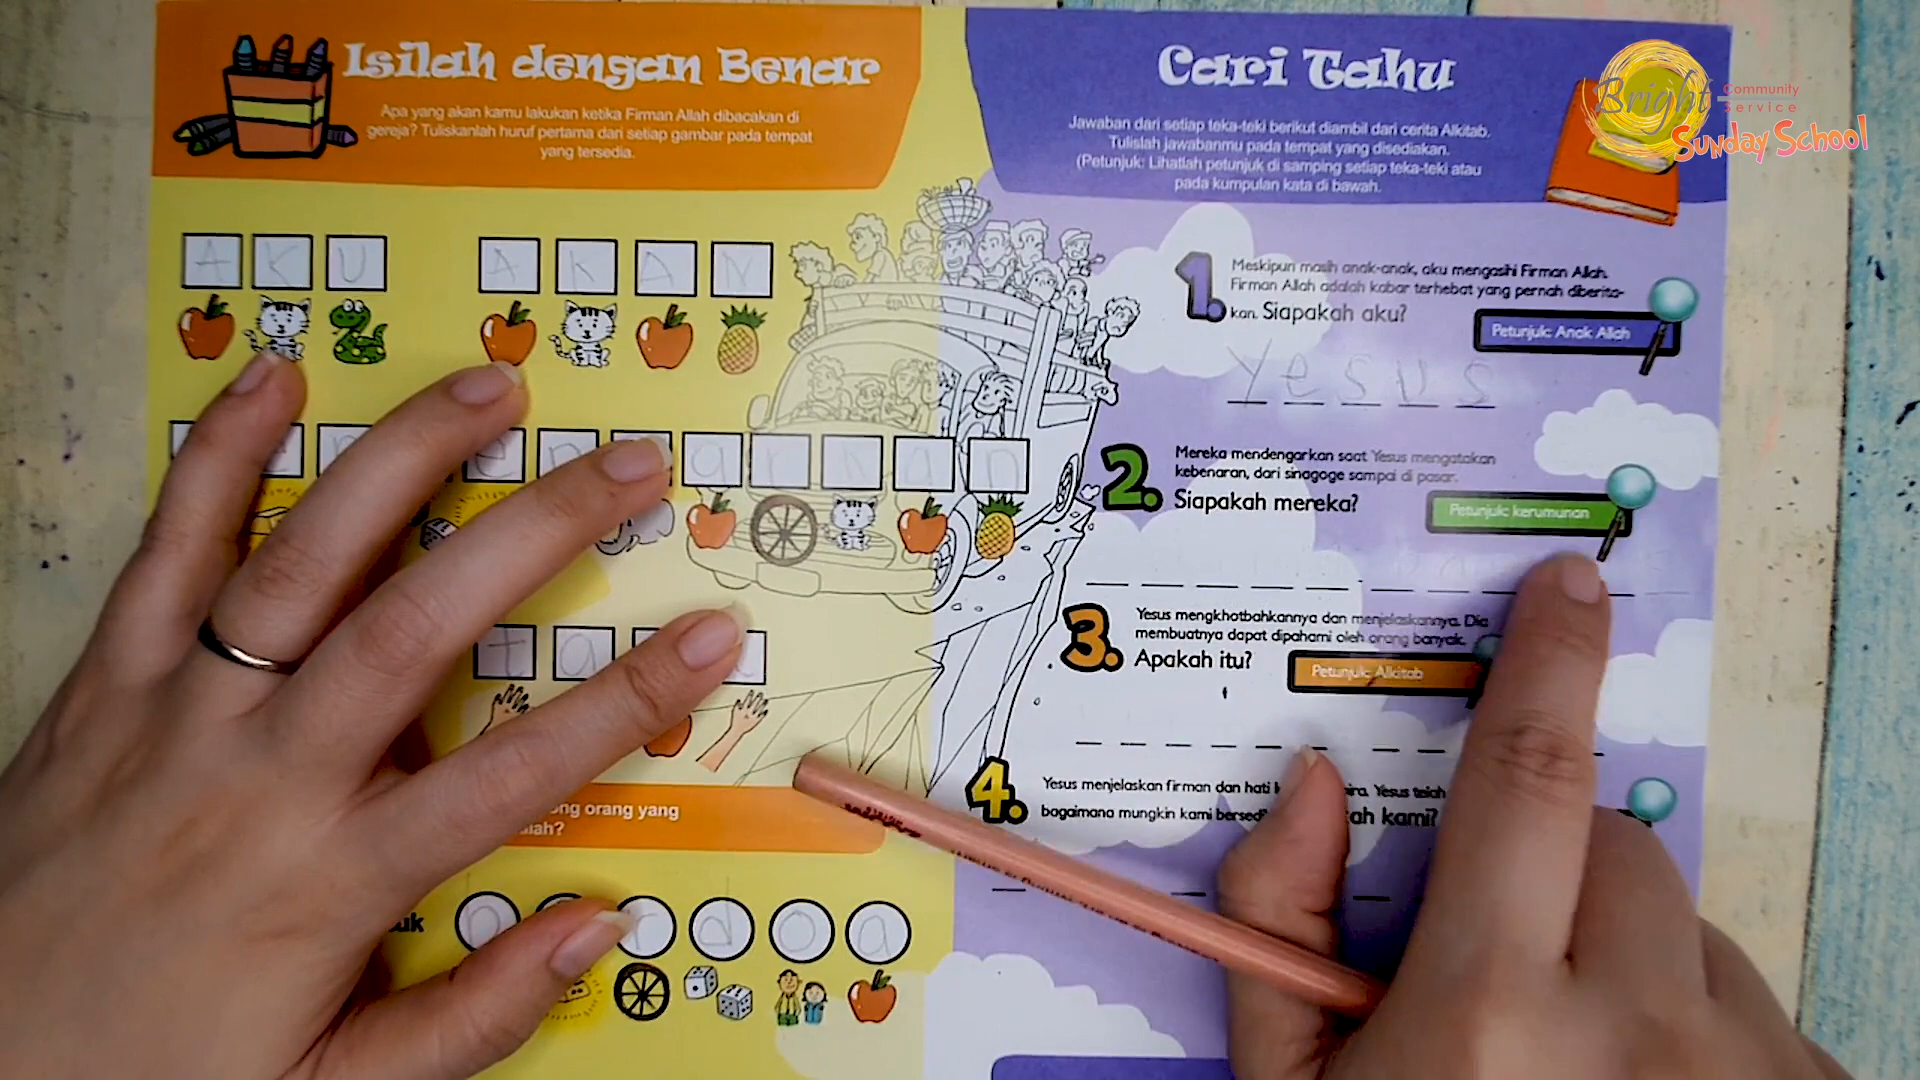 Isilah dengan Benar
Apa yang akan kamu lakukan ketika Firman Allah dibacakan di
gereja? Tuliskanlah huruf pertama dari setiap gambar pada tempat
yang tersedia.
A K U
A K A N
a r k a n
t a
ong orang yang
uk
r d o a
Cari Tahu
Jawaban dari setiap teka-teki berikut diambil dari cerita Alkitab.
Tulislah jawabanmu pada tempat yang disediakan.
(Petunjuk: Lihatlah petunjuk di samping setiap teka-teki atau
pada kumpulan kata di bawah.
1.
Meskipun masih anak-anak, aku mengasihi Firman Allah.
Firman Allah adalah kabar terhebat yang pernah diberita-
kan. Siapakah aku?
Petunjuk: Anak Allah
Yesus
2.
Mereka mendengarkan saat Yesus mengatakan
kebenaran, dari sinagoge sampai di pasar.
Siapakah mereka?
Petunjuk: kerumunan
3.
Yesus mengkhotbahkannya dan menjelaskannya. Dia
membuatnya dapat dipahami oleh orang banyak.
Apakah itu?
Petunjuk: Alkitab
4.
Yesus menjelaskan firman dan hati
Yesus telah
bagaimana mungkin kami
kami?
Bright Community
Service
Sunday School